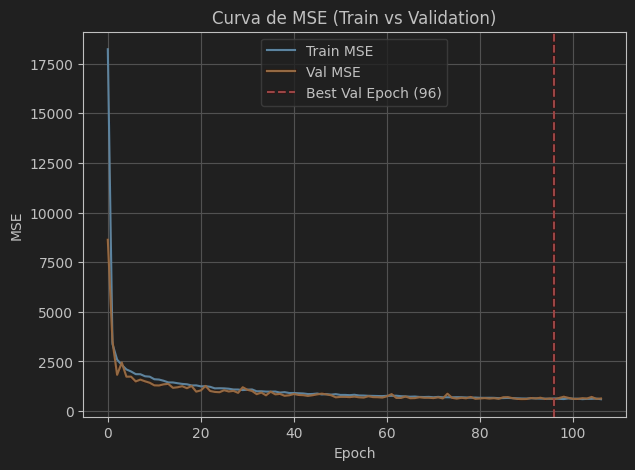 Curva de MSE (Train vs Validation)
Train MSE
Val MSE
Best Val Epoch (96)
17500
15000
12500
10000
7500
5000
2500
0
MSE
0 20 40 60 80 100
Epoch